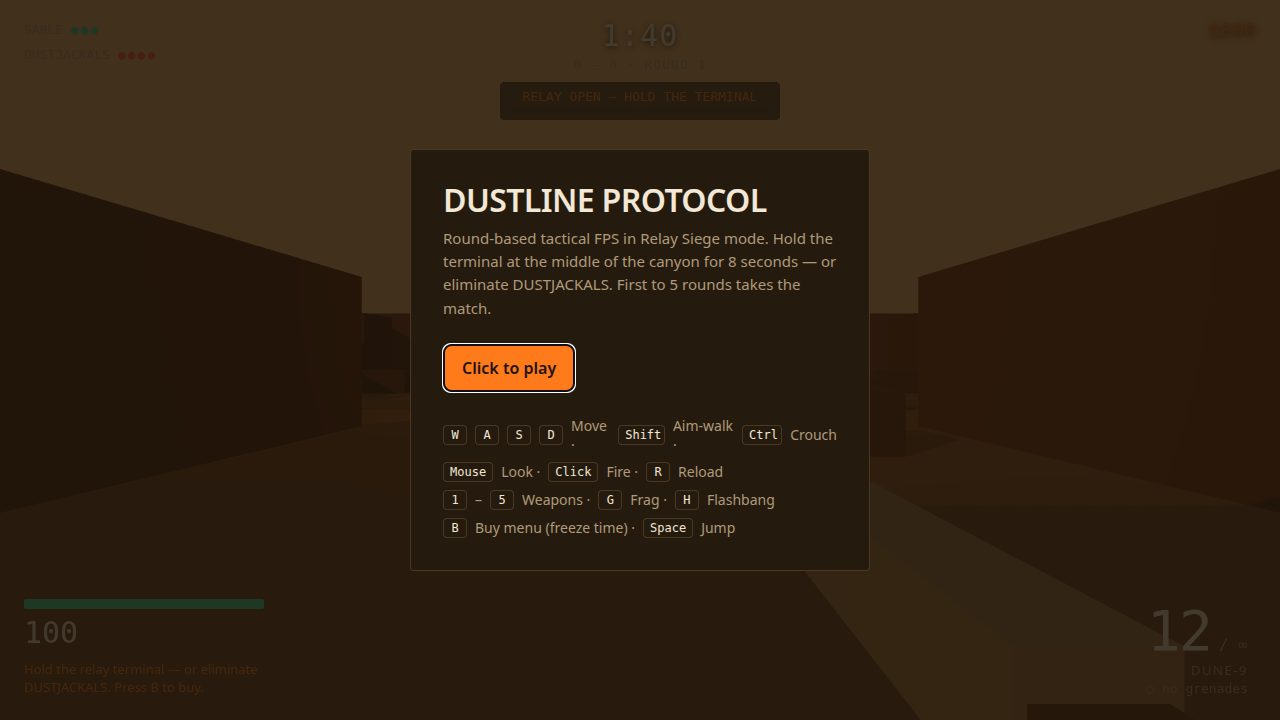 SABLE
1:40
DUSTJACKALS
0 — 0 · ROUND 1
RELAY OPEN — HOLD THE TERMINAL
DUSTLINE PROTOCOL
Round-based tactical FPS in Relay Siege mode. Hold the
terminal at the middle of the canyon for 8 seconds — or
eliminate DUSTJACKALS. First to 5 rounds takes the
match.
Click to play
W A S D Move · Shift Aim-walk · Ctrl Crouch
Mouse Look · Click Fire · R Reload
1 – 5 Weapons · G Frag · H Flashbang
B Buy menu (freeze time) · Space Jump
100
12 / ∞
Hold the relay terminal — or eliminate
DUSTJACKALS. Press B to buy.
DUNE-9
no grenades